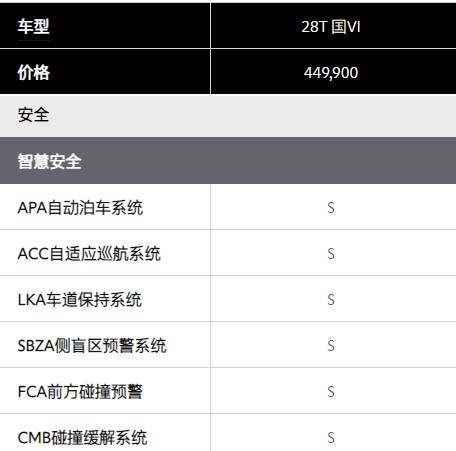 车型 28T 国VI
价格 449,900
安全
智慧安全
APA自动泊车系统 S
ACC自适应巡航系统 S
LKA车道保持系统 S
SBZA侧盲区预警系统 S
FCA前方碰撞预警 S
CMB碰撞缓解系统 S